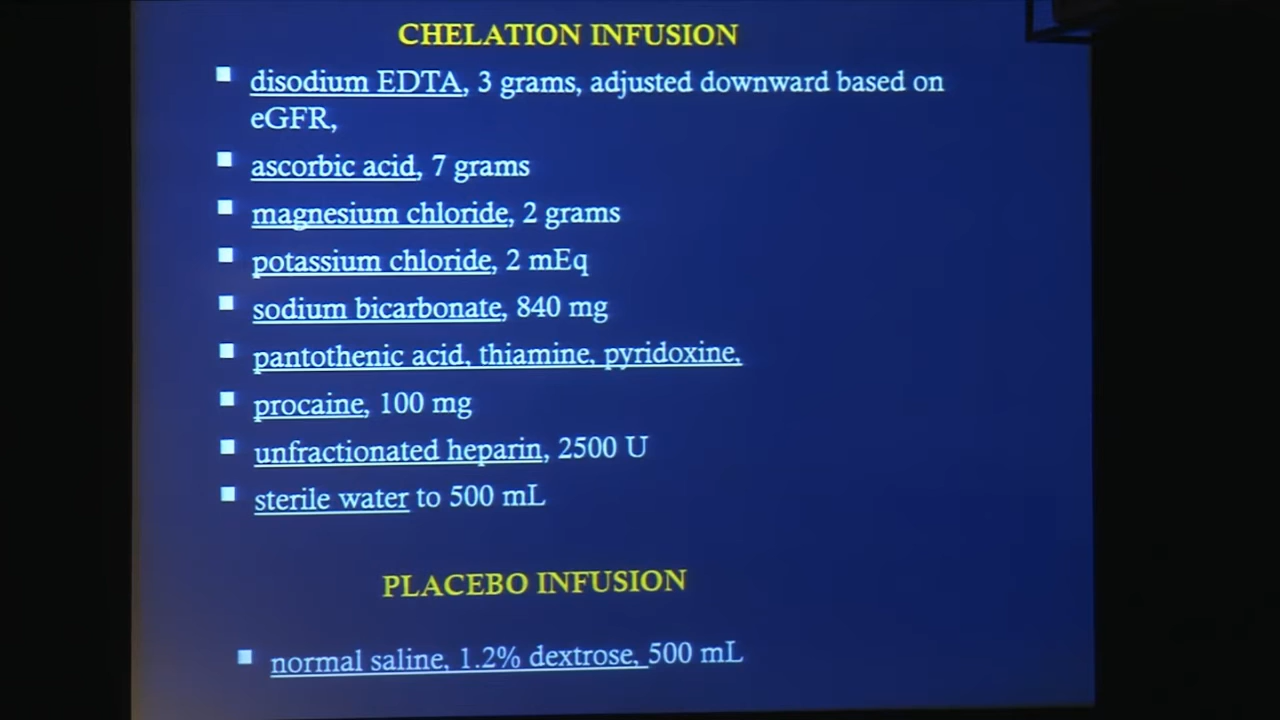 CHELATION INFUSION
disodium EDTA, 3 grams, adjusted downward based on
eGFR,
ascorbic acid, 7 grams
magnesium chloride, 2 grams
potassium chloride, 2 mEq
sodium bicarbonate, 840 mg
pantothenic acid, thiamine, pyridoxine,
procaine, 100 mg
unfractionated heparin, 2500 U
sterile water to 500 mL
PLACEBO INFUSION
normal saline, 1.2% dextrose, 500 mL